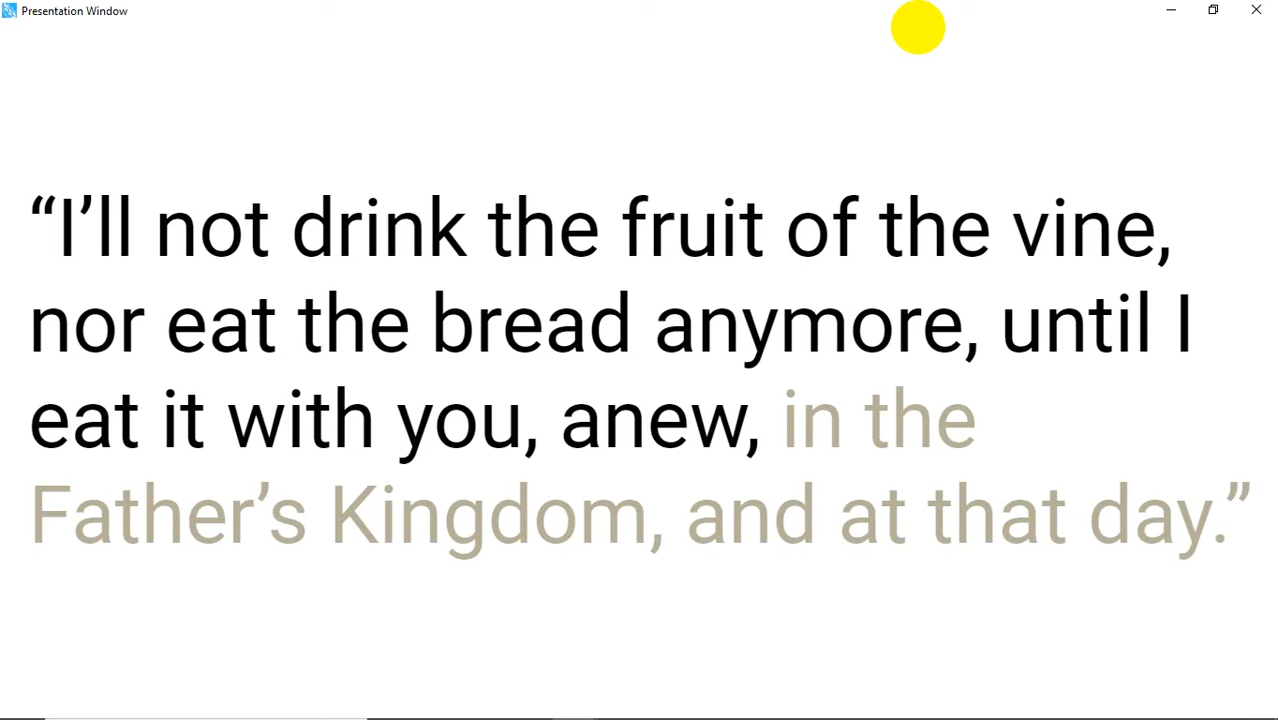 Presentation Window
“I’ll not drink the fruit of the vine,
nor eat the bread anymore, until I
eat it with you, anew, in the
Father’s Kingdom, and at that day.”